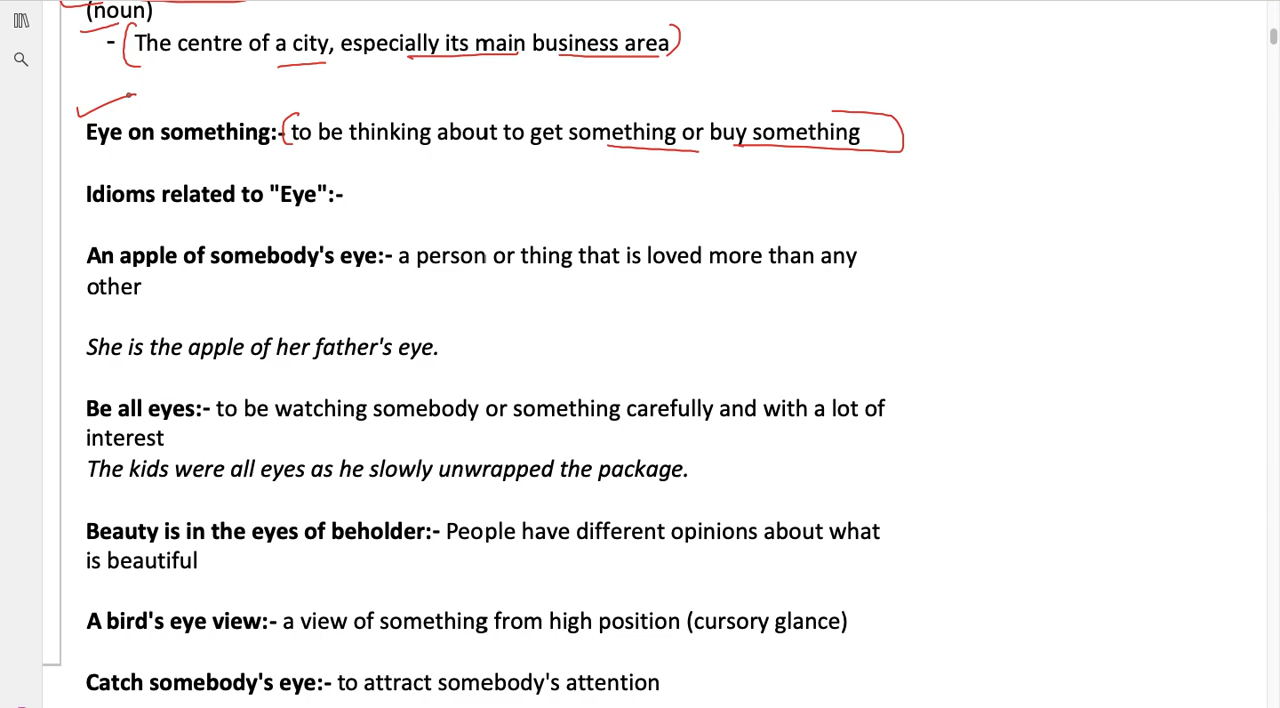 (noun)
- The centre of a city, especially its main business area
Eye on something:- to be thinking about to get something or buy something
Idioms related to "Eye":-
An apple of somebody's eye:- a person or thing that is loved more than any
other
She is the apple of her father's eye.
Be all eyes:- to be watching somebody or something carefully and with a lot of
interest
The kids were all eyes as he slowly unwrapped the package.
Beauty is in the eyes of beholder:- People have different opinions about what
is beautiful
A bird's eye view:- a view of something from high position (cursory glance)
Catch somebody's eye:- to attract somebody's attention